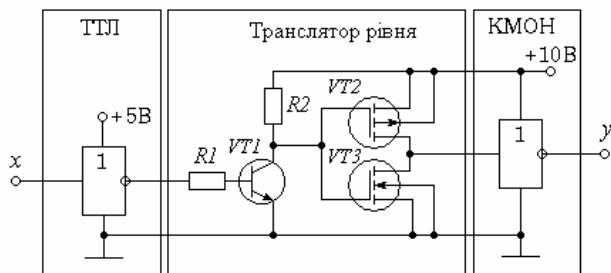 ТТЛ
Транслятор рівня
КМОН
+10В
VT2
R2
+5В
1
1
x
R1
VT1
VT3
y